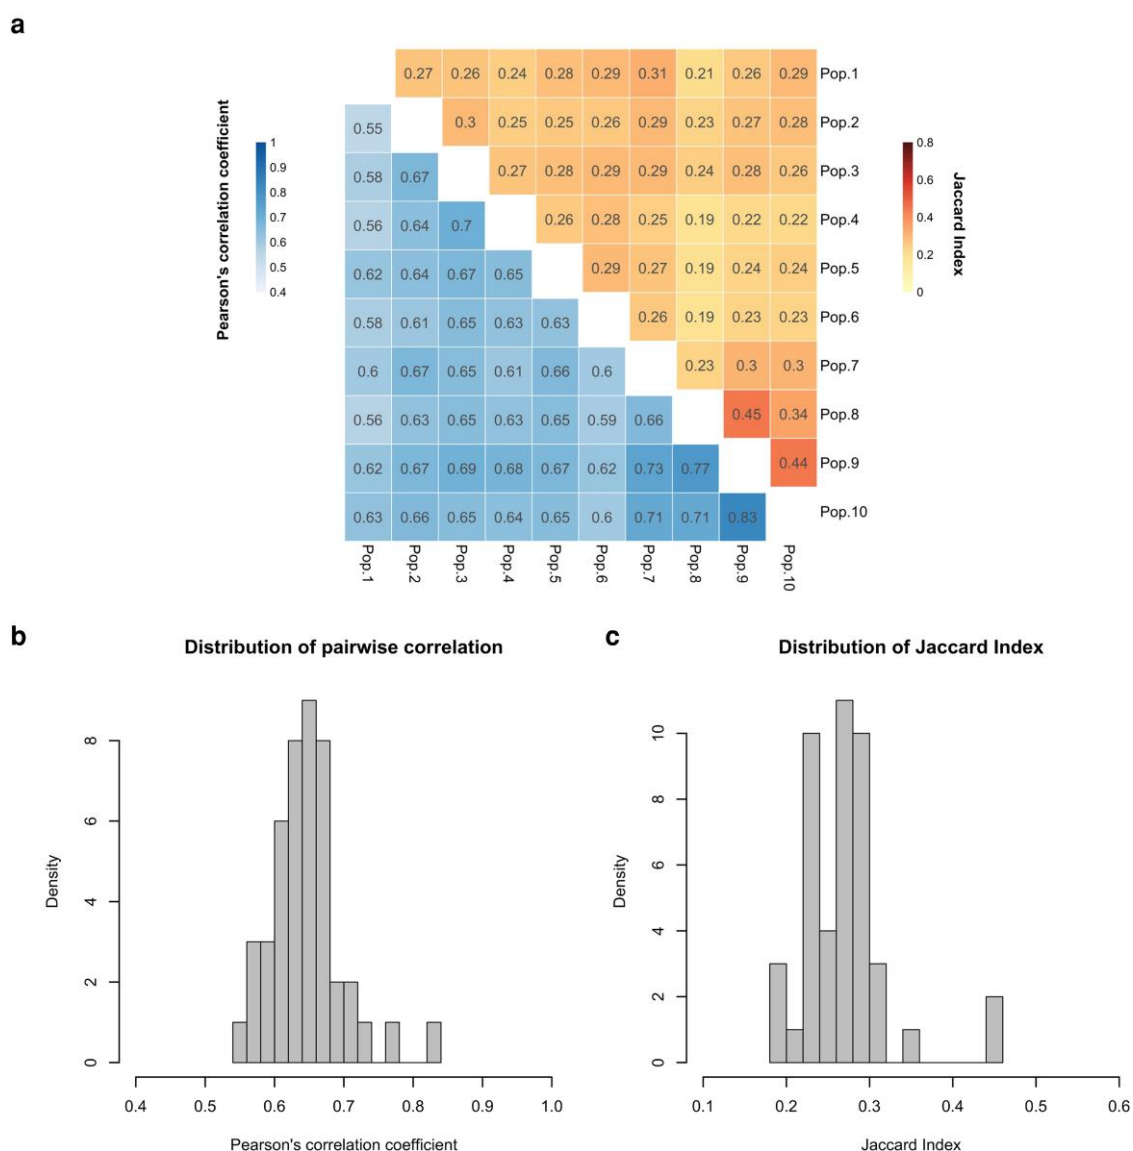 a
0.27 0.26 0.24 0.28 0.29 0.31 0.21 0.26 0.29 Pop.1
0.55 0.3 0.25 0.25 0.26 0.29 0.23 0.27 0.28 Pop.2
0.58 0.67 0.27 0.28 0.29 0.29 0.24 0.28 0.26 Pop.3
0.56 0.64 0.7 0.26 0.28 0.25 0.19 0.22 0.22 Pop.4
0.62 0.64 0.67 0.65 0.29 0.27 0.19 0.24 0.24 Pop.5
0.58 0.61 0.65 0.63 0.63 0.26 0.19 0.23 0.23 Pop.6
0.6 0.67 0.65 0.61 0.66 0.6 0.23 0.3 0.3 Pop.7
0.56 0.63 0.65 0.63 0.65 0.59 0.66 0.45 0.34 Pop.8
0.62 0.67 0.69 0.68 0.67 0.62 0.73 0.77 0.44 Pop.9
0.63 0.66 0.65 0.64 0.65 0.6 0.71 0.71 0.83 Pop.10
Pop.1 Pop.2 Pop.3 Pop.4 Pop.5 Pop.6 Pop.7 Pop.8 Pop.9 Pop.10
Pearson's correlation coefficient
1
0.9
0.8
0.7
0.6
0.5
0.4
Jaccard Index
0.8
0.6
0.4
0.2
0
b
Distribution of pairwise correlation
Density
8
6
4
2
0
0.4 0.5 0.6 0.7 0.8 0.9 1.0
Pearson's correlation coefficient
c
Distribution of Jaccard Index
Density
10
8
6
4
2
0
0.1 0.2 0.3 0.4 0.5 0.6
Jaccard Index